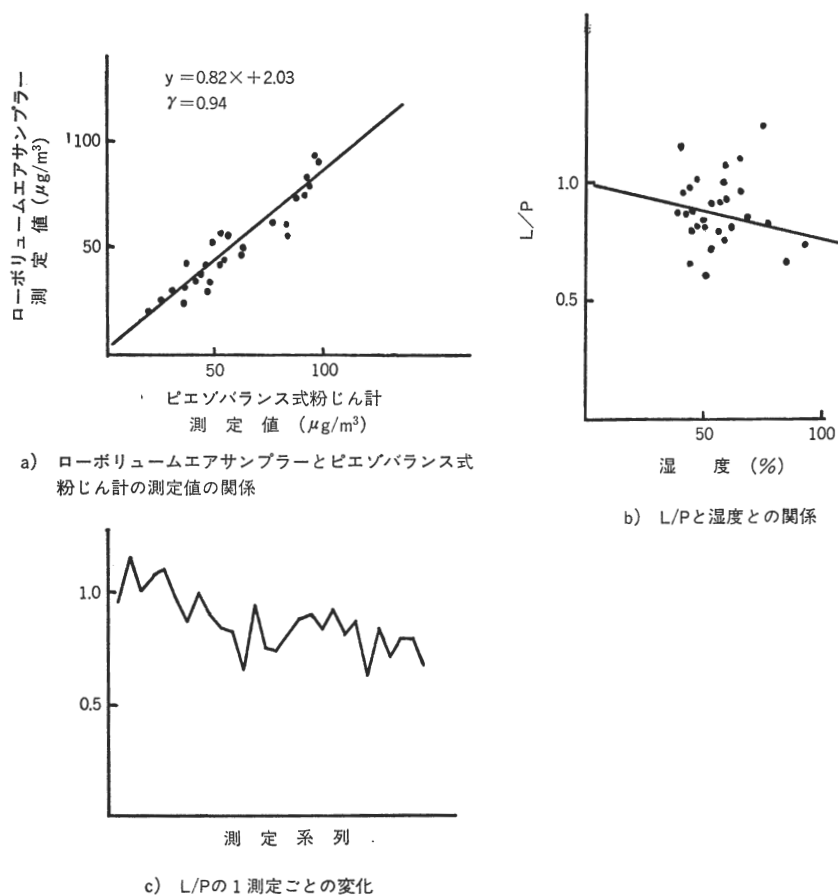 ローボリュームエアサンプラー
測 定 値 (μg/m³)
y=0.82×+2.03
γ=0.94
100
50
50
100
ピエゾバランス式粉じん計
測 定 値 (μg/m³)
a) ローボリュームエアサンプラーとピエゾバランス式
粉じん計の測定値の関係
L/P
1.0
0.5
50
100
湿 度 (%)
b) L/Pと湿度との関係
1.0
0.5
測 定 系 列
c) L/Pの1測定ごとの変化